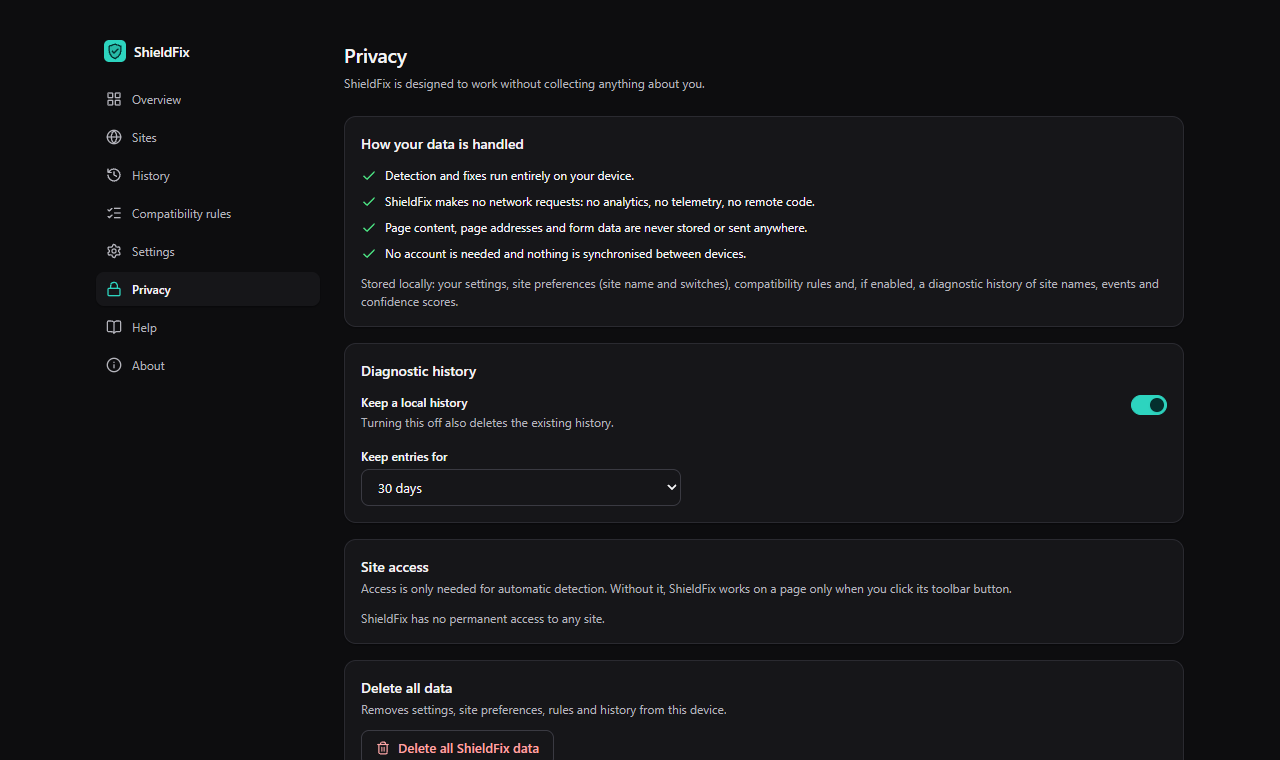 ShieldFix
Overview
Sites
History
Compatibility rules
Settings
Privacy
Help
About
Privacy
ShieldFix is designed to work without collecting anything about you.
How your data is handled
Detection and fixes run entirely on your device.
ShieldFix makes no network requests: no analytics, no telemetry, no remote code.
Page content, page addresses and form data are never stored or sent anywhere.
No account is needed and nothing is synchronised between devices.
Stored locally: your settings, site preferences (site name and switches), compatibility rules and, if enabled, a diagnostic history of site names, events and
confidence scores.
Diagnostic history
Keep a local history
Turning this off also deletes the existing history.
Keep entries for
30 days
Site access
Access is only needed for automatic detection. Without it, ShieldFix works on a page only when you click its toolbar button.
ShieldFix has no permanent access to any site.
Delete all data
Removes settings, site preferences, rules and history from this device.
Delete all ShieldFix data